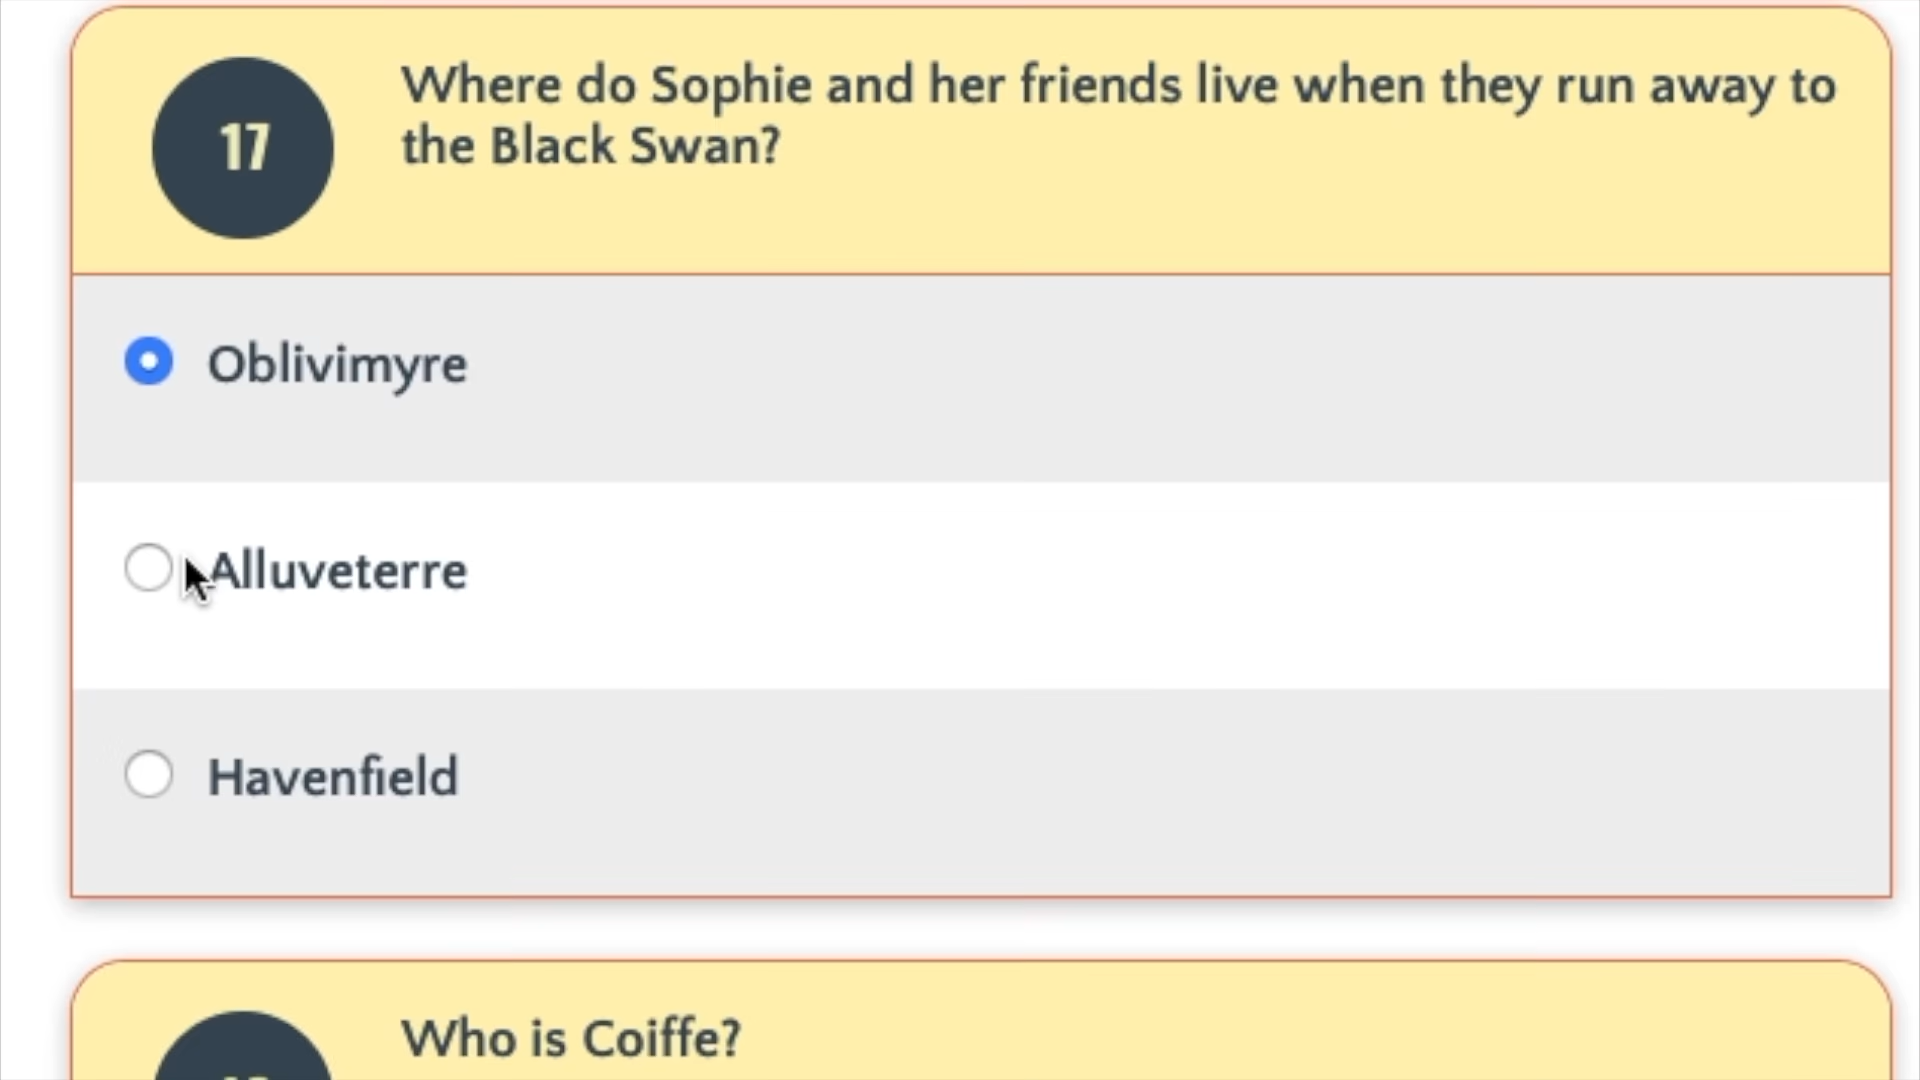 17
Where do Sophie and her friends live when they run away to
the Black Swan?
Oblivimyre
Alluveterre
Havenfield
Who is Coiffe?